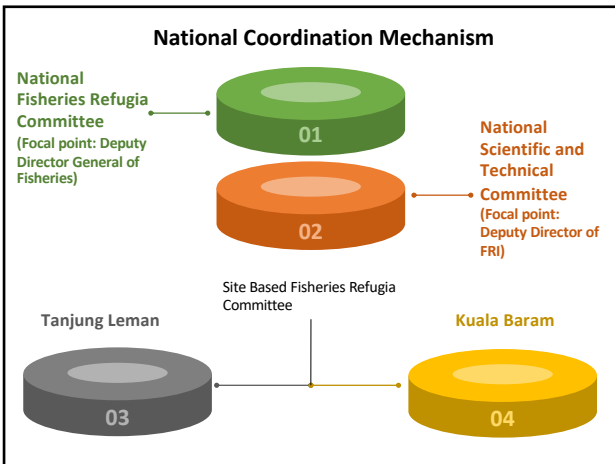 National Coordination Mechanism
National
Fisheries Refugia
Committee
(Focal point: Deputy
Director General of
Fisheries)
01
National
Scientific and
Technical
Committee
(Focal point:
Deputy Director of
FRI)
02
Site Based Fisheries Refugia
Committee
Tanjung Leman
Kuala Baram
03
04